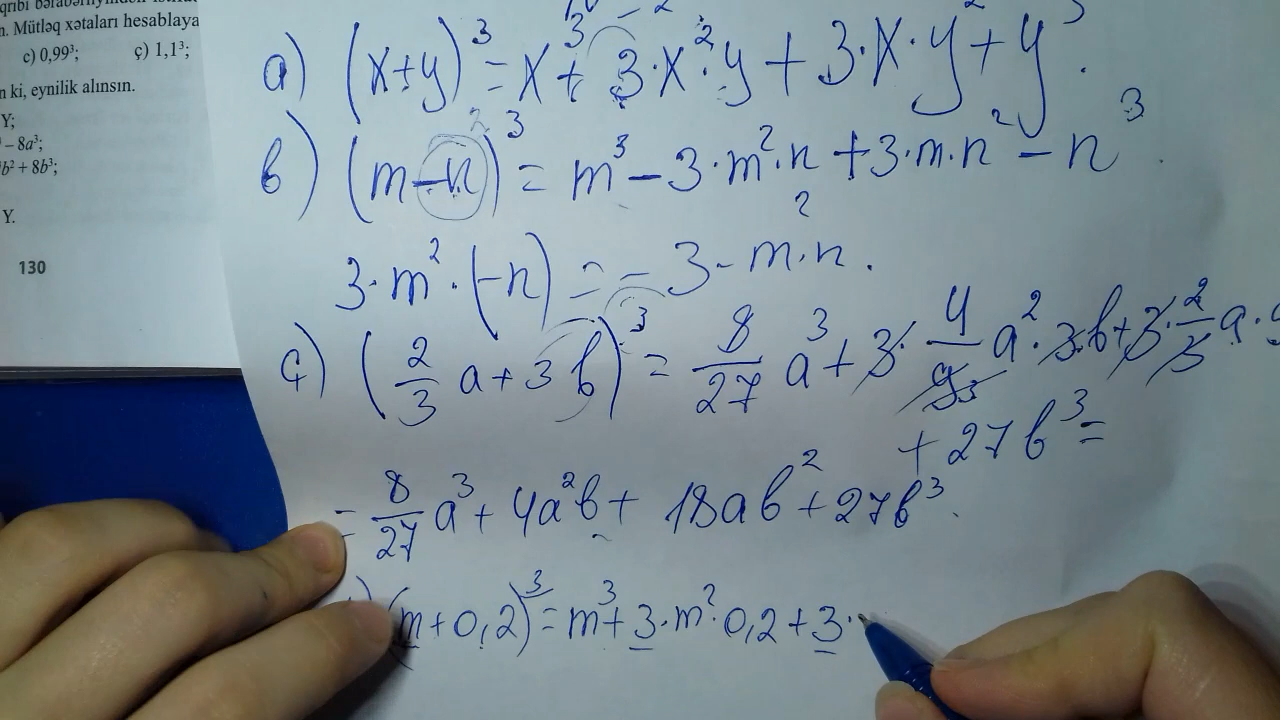 n. Mütləq xətaları hesablaya
c) 0,99³; ç) 1,1³;
n ki, eynilik alınsın.
Y;
– 8a³;
b² + 8b³;
Y.
130
a) (x+y)³ = x³ + 3·x²·y + 3·x·y² + y³.
b) (m–n)³ = m³ – 3·m²·n + 3·m·n² – n³.
3·m²·(–n) = – 3·m²·n.
ç) (2/3 a + 3b)³ = 8/27 a³ + 3·4/9 a²·3b + 3·2/3 a·9
+ 27b³ =
= 8/27 a³ + 4a²b + 18ab² + 27b³.
) (m+0,2)³ = m³ + 3·m²·0,2 + 3·